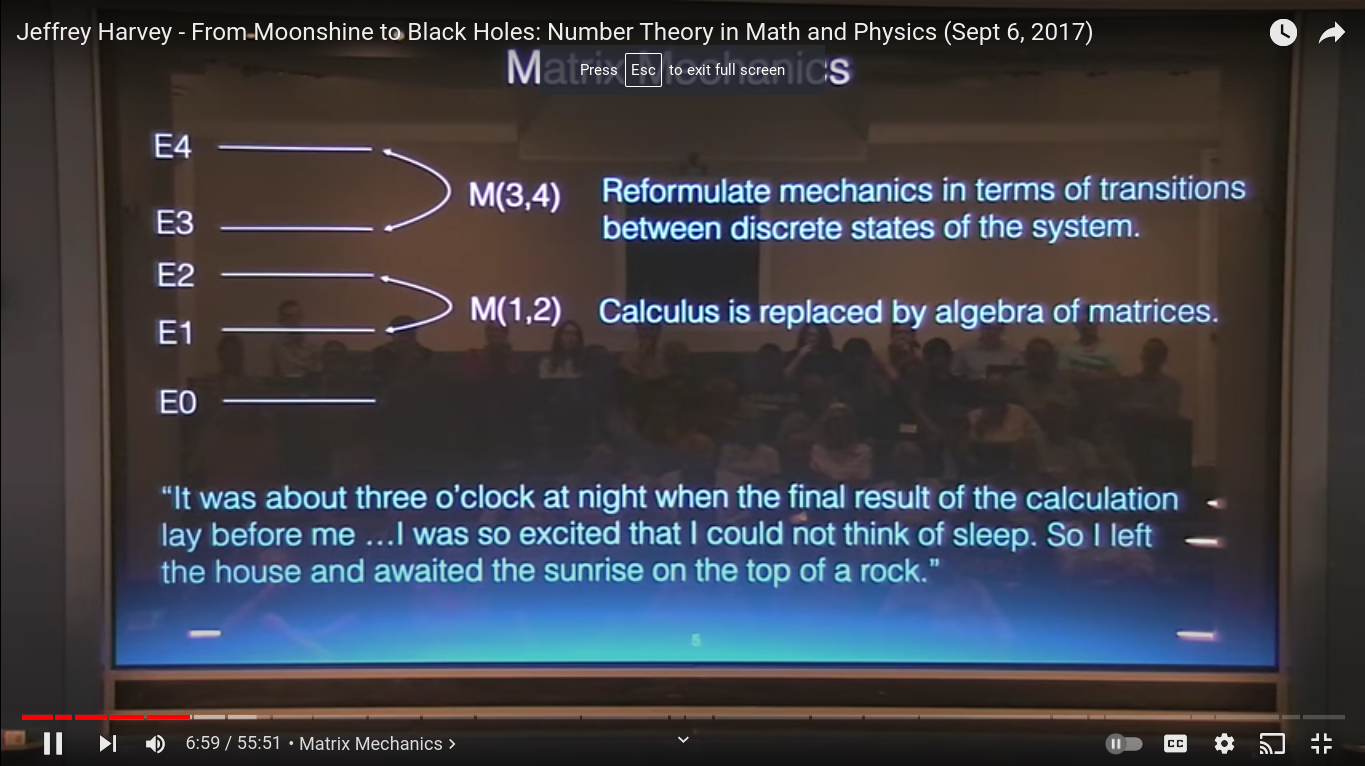 Jeffrey Harvey - From Moonshine to Black Holes: Number Theory in Math and Physics (Sept 6, 2017)
Matrix Mechanics
Press Esc to exit full screen
E4
M(3,4)
Reformulate mechanics in terms of transitions
between discrete states of the system.
E3
E2
M(1,2)
Calculus is replaced by algebra of matrices.
E1
E0
“It was about three o’clock at night when the final result of the calculation
lay before me …I was so excited that I could not think of sleep. So I left
the house and awaited the sunrise on the top of a rock.”
5
6:59 / 55:51 • Matrix Mechanics
CC